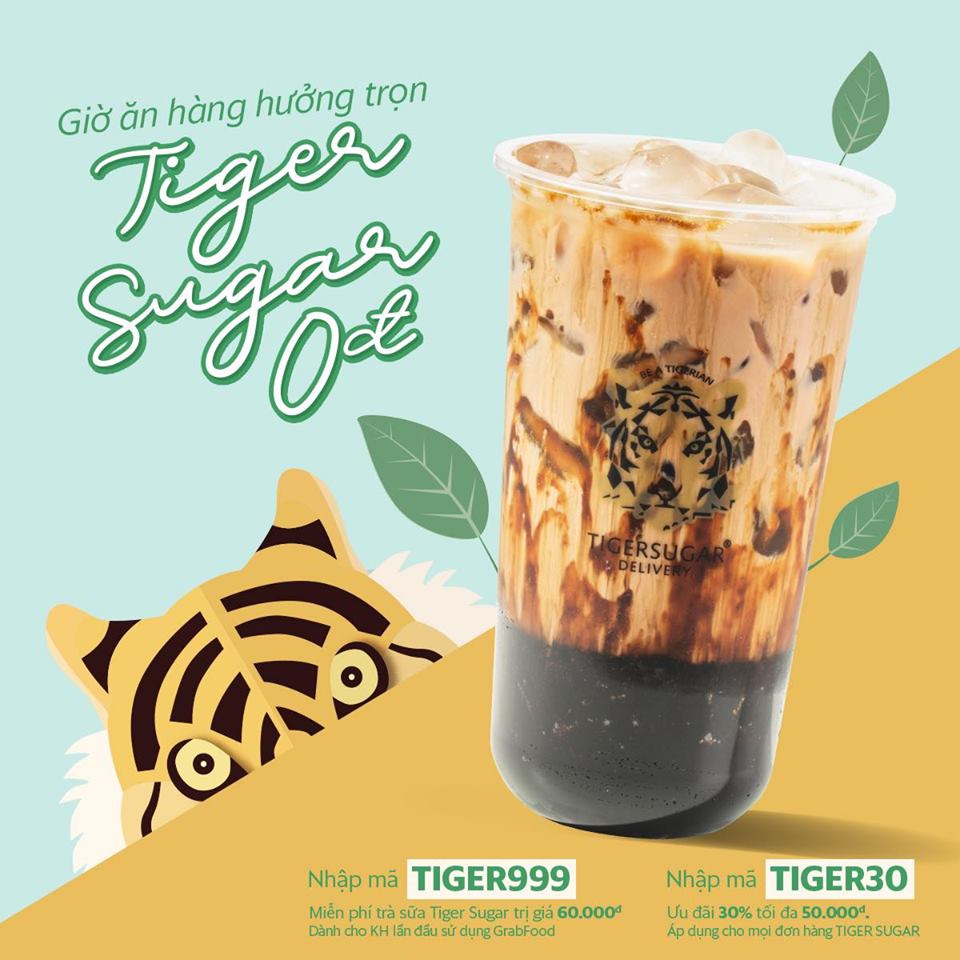 Giờ ăn hàng hưởng trọn
Tiger
Sugar
0đ
BE A TIGERIAN
TIGERSUGAR®
DELIVERY
Nhập mã TIGER999
Miễn phí trà sữa Tiger Sugar trị giá 60.000đ
Dành cho KH lần đầu sử dụng GrabFood
Nhập mã TIGER30
Ưu đãi 30% tối đa 50.000đ.
Áp dụng cho mọi đơn hàng TIGER SUGAR